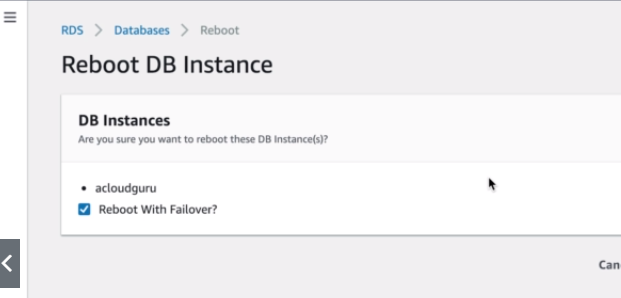 RDS > Databases > Reboot
Reboot DB Instance
DB Instances
Are you sure you want to reboot these DB Instance(s)?
• acloudguru
Reboot With Failover?